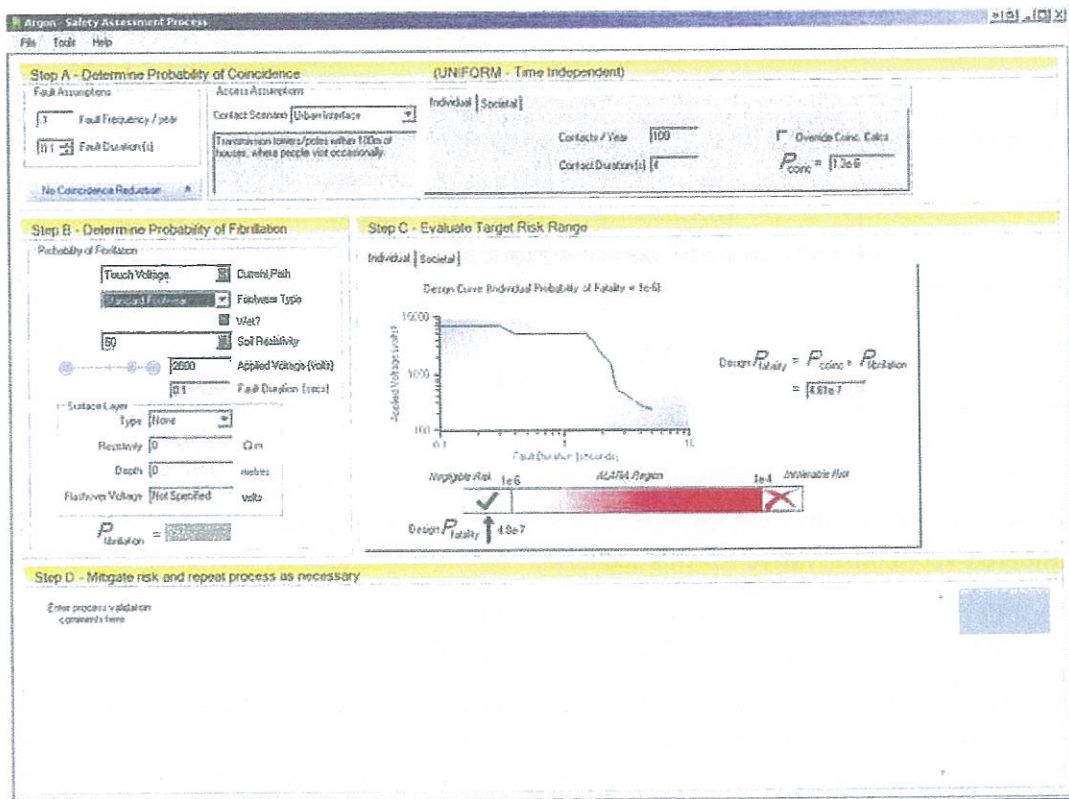 Argon - Safety Assessment Process
File Tools Help
Step A - Determine Probability of Coincidence (UNIFORM - Time Independent)
Fault Assumptions
.1 Fault Frequency / year
0.1 Fault Duration (s)
No Coincidence Reduction
Access Assumptions
Contact Scenario Urban Interface
Transmission towers/poles within 100m of
houses, where people visit occasionally.
Individual Societal
Contacts / Year 100
Contact Duration (s) 4
Override Coinc. Calcs
P coinc = 1.3e-6
Step B - Determine Probability of Fibrillation
Probability of Fibrillation
Touch Voltage Current Path
Standard Footwear Footwear Type
Wet?
50 Soil Resistivity
2000 Applied Voltage (volts)
0.1 Fault Duration (secs)
Surface Layer
Type None
Resistivity 0 Ω m
Depth 0 metres
Flashover Voltage Not Specified volts
P fibrillation =
Step C - Evaluate Target Risk Range
Individual Societal
Design Curve (Individual Probability of Fatality = 1e-6)
Applied Voltage (volts)
10000
1000
100
0.1 1 10
Fault Duration (seconds)
Design P fatality = P coinc × P fibrillation
= 4.81e-7
Negligible Risk 1e-6 ALARA Region 1e-4 Intolerable Risk
Design P fatality 4.8e-7
Step D - Mitigate risk and repeat process as necessary
Enter process validation
comments here